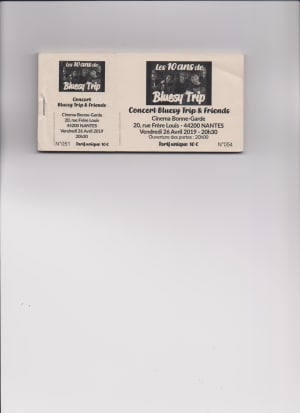 Les 10 ans de
Bluesy Trip
Concert
Bluesy Trip & Friends
Cinema Bonne-Garde
20, rue Frère Louis
44200 NANTES
Vendredi 26 Avril 2019
20h30
N°051
Tarif unique: 10 €
Les 10 ans de
Bluesy Trip
Concert Bluesy Trip & Friends
Cinema Bonne-Garde
20, rue Frère Louis - 44200 NANTES
Vendredi 26 Avril 2019 - 20h30
Ouverture des portes : 20h00
Tarif unique: 10 €
N°054